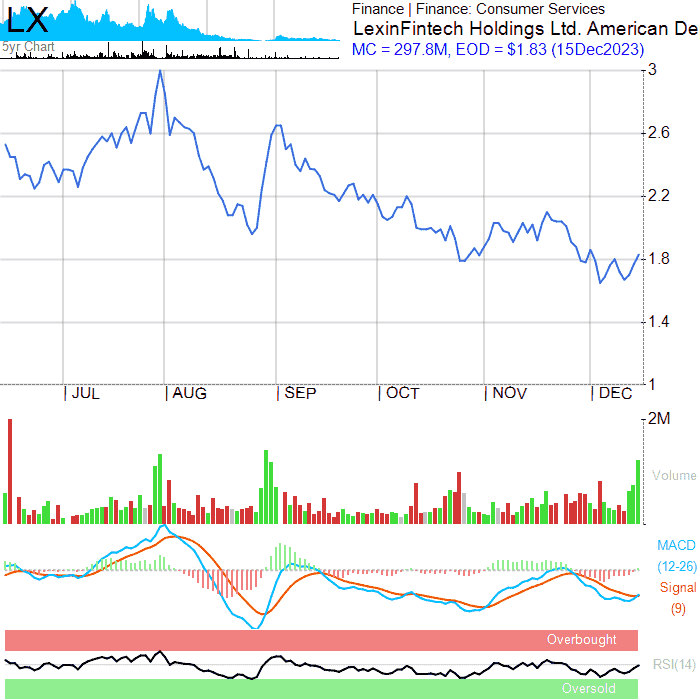 LX
5yr Chart
Finance | Finance: Consumer Services
LexinFintech Holdings Ltd. American De
MC = 297.8M, EOD = $1.83 (15Dec2023)
3
2.6
2.2
1.8
1.4
1
JUL AUG SEP OCT NOV DEC
2M
Volume
MACD
(12-26)
Signal
(9)
Overbought
RSI(14)
Oversold